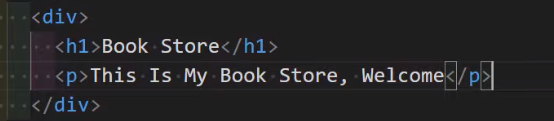 <div>
<h1>Book Store</h1>
<p>This Is My Book Store, Welcome</p>
</div>